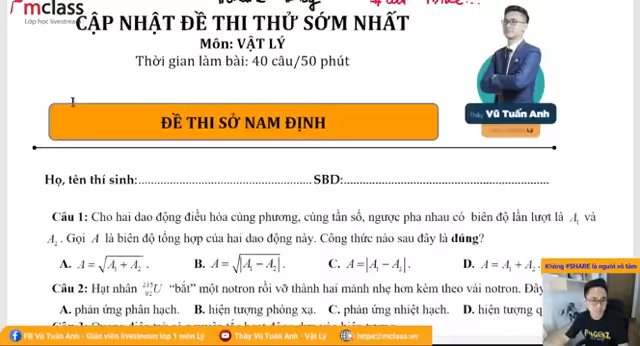 mclass
Lớp học livestream
CẬP NHẬT ĐỀ THI THỬ SỚM NHẤT
Môn: VẬT LÝ
Thời gian làm bài: 40 câu/50 phút
Thầy Vũ Tuấn Anh
Lý
ĐỀ THI SỞ NAM ĐỊNH
Họ, tên thí sinh: SBD:
Câu 1: Cho hai dao động điều hòa cùng phương, cùng tần số, ngược pha nhau có biên độ lần lượt là A₁ và
A₂. Gọi A là biên độ tổng hợp của hai dao động này. Công thức nào sau đây là đúng?
A. A = √(A₁ + A₂). B. A = √|A₁ − A₂|. C. A = |A₁ − A₂|. D. A = A₁ + A₂.
Không #SHARE là người vô tâm
Câu 2: Hạt nhân ²³⁵₉₂U "bắt" một nơtron rồi vỡ thành hai mảnh nhẹ hơn kèm theo vài nơtron. Đây
A. phản ứng phân hạch. B. hiện tượng phóng xạ. C. phản ứng nhiệt hạch. D. hiện tượng q
FB Vũ Tuấn Anh - Giáo viên livestream top 1 môn Lý Thầy Vũ Tuấn Anh - Vật Lý https://mclass.vn